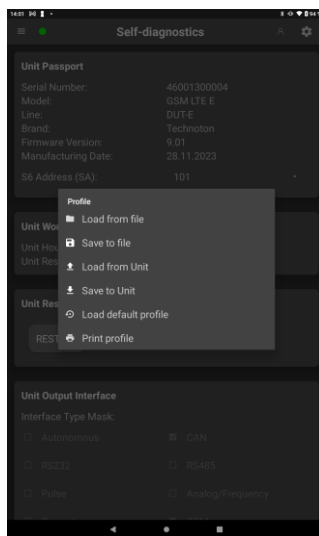 14:51
Self-diagnostics
Unit Passport
Serial Number: 46001300004
Model: GSM LTE E
Line: DUT-E
Brand: Technoton
Firmware Version: 9.01
Manufacturing Date: 28.11.2023
S6 Address (SA): 101
Profile
Load from file
Save to file
Load from Unit
Save to Unit
Load default profile
Print profile
Unit Wo
Unit Hou
Unit Res
Unit Res
REST
Unit Output Interface
Interface Type Mask:
Autonomous CAN
RS232 RS485
Pulse Analog/Frequency